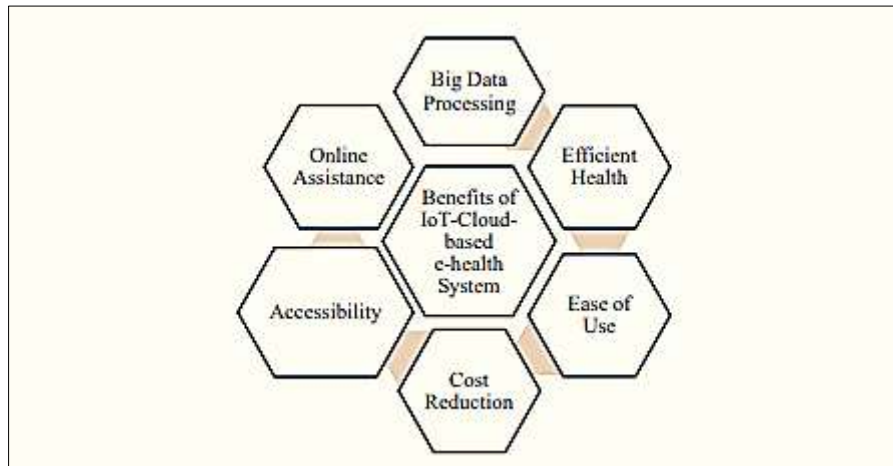 Big Data
Processing
Online
Assistance
Efficient
Health
Benefits of
IoT-Cloud-
based
e-health
System
Accessibility
Ease of
Use
Cost
Reduction